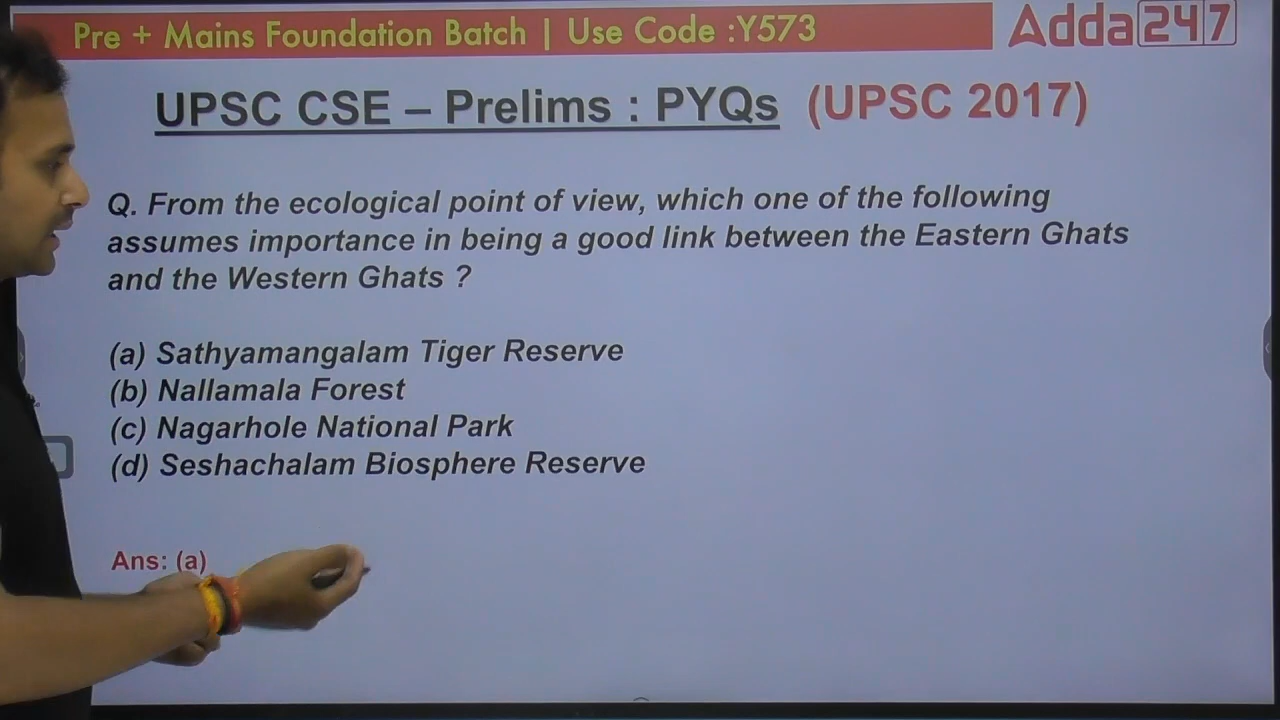 Pre + Mains Foundation Batch | Use Code :Y573
Adda247
UPSC CSE – Prelims : PYQs (UPSC 2017)
Q. From the ecological point of view, which one of the following
assumes importance in being a good link between the Eastern Ghats
and the Western Ghats ?
(a) Sathyamangalam Tiger Reserve
(b) Nallamala Forest
(c) Nagarhole National Park
(d) Seshachalam Biosphere Reserve
Ans: (a)